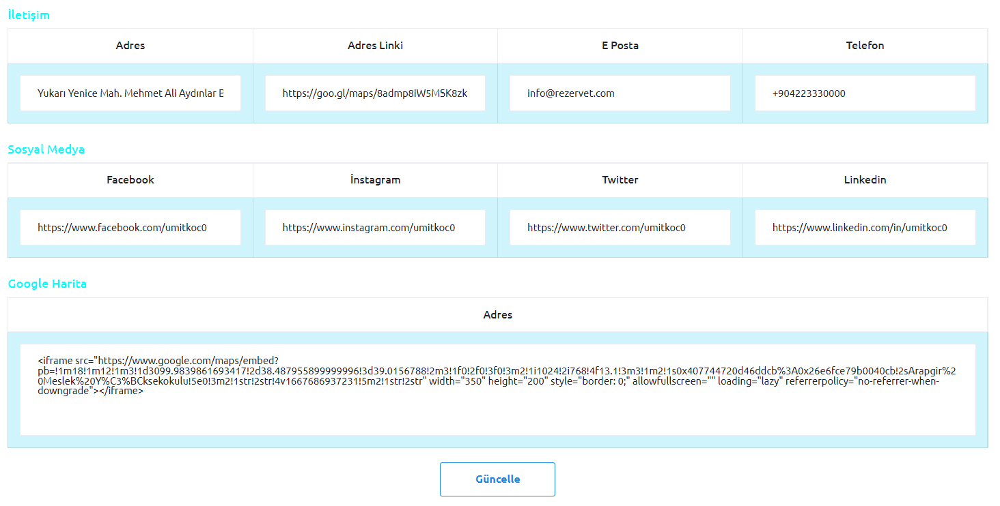 İletişim
Adres Adres Linki E Posta Telefon
Yukarı Yenice Mah. Mehmet Ali Aydınlar B https://goo.gl/maps/8admp8iW5MSK8zk info@rezervet.com +904223330000
Sosyal Medya
Facebook İnstagram Twitter Linkedin
https://www.facebook.com/umitkoc0 https://www.instagram.com/umitkoc0 https://www.twitter.com/umitkoc0 https://www.linkedin.com/in/umitkoc0
Google Harita
Adres
<iframe src="https://www.google.com/maps/embed?
pb=!1m18!1m12!1m3!1d3099.9839861693417!2d38.487955899999996!3d39.0156788!2m3!1f0!2f0!3f0!3m2!1i1024!2i768!4f13.1!3m3!1m2!1s0x407744720d46ddcb%3A0x26e6fce79b0040cb!2sArapgir%2
0Meslek%20Y%C3%BCksekokulu!5e0!3m2!1str!2str!4v1667686937231!5m2!1str!2str" width="350" height="200" style="border: 0;" allowfullscreen="" loading="lazy" referrerpolicy="no-referrer-when-
downgrade"></iframe>
Güncelle